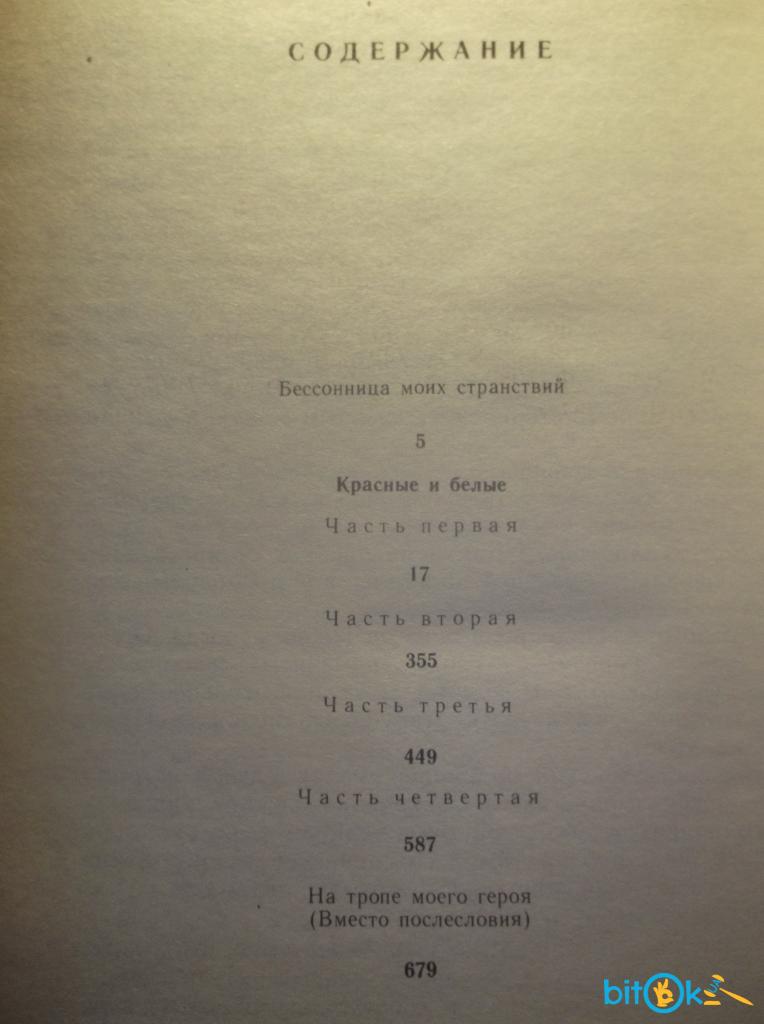 СОДЕРЖАНИЕ
Бессонница моих странствий
5
Красные и белые
Часть первая
17
Часть вторая
355
Часть третья
449
Часть четвертая
587
На тропе моего героя
(Вместо послесловия)
679
bitOk UA